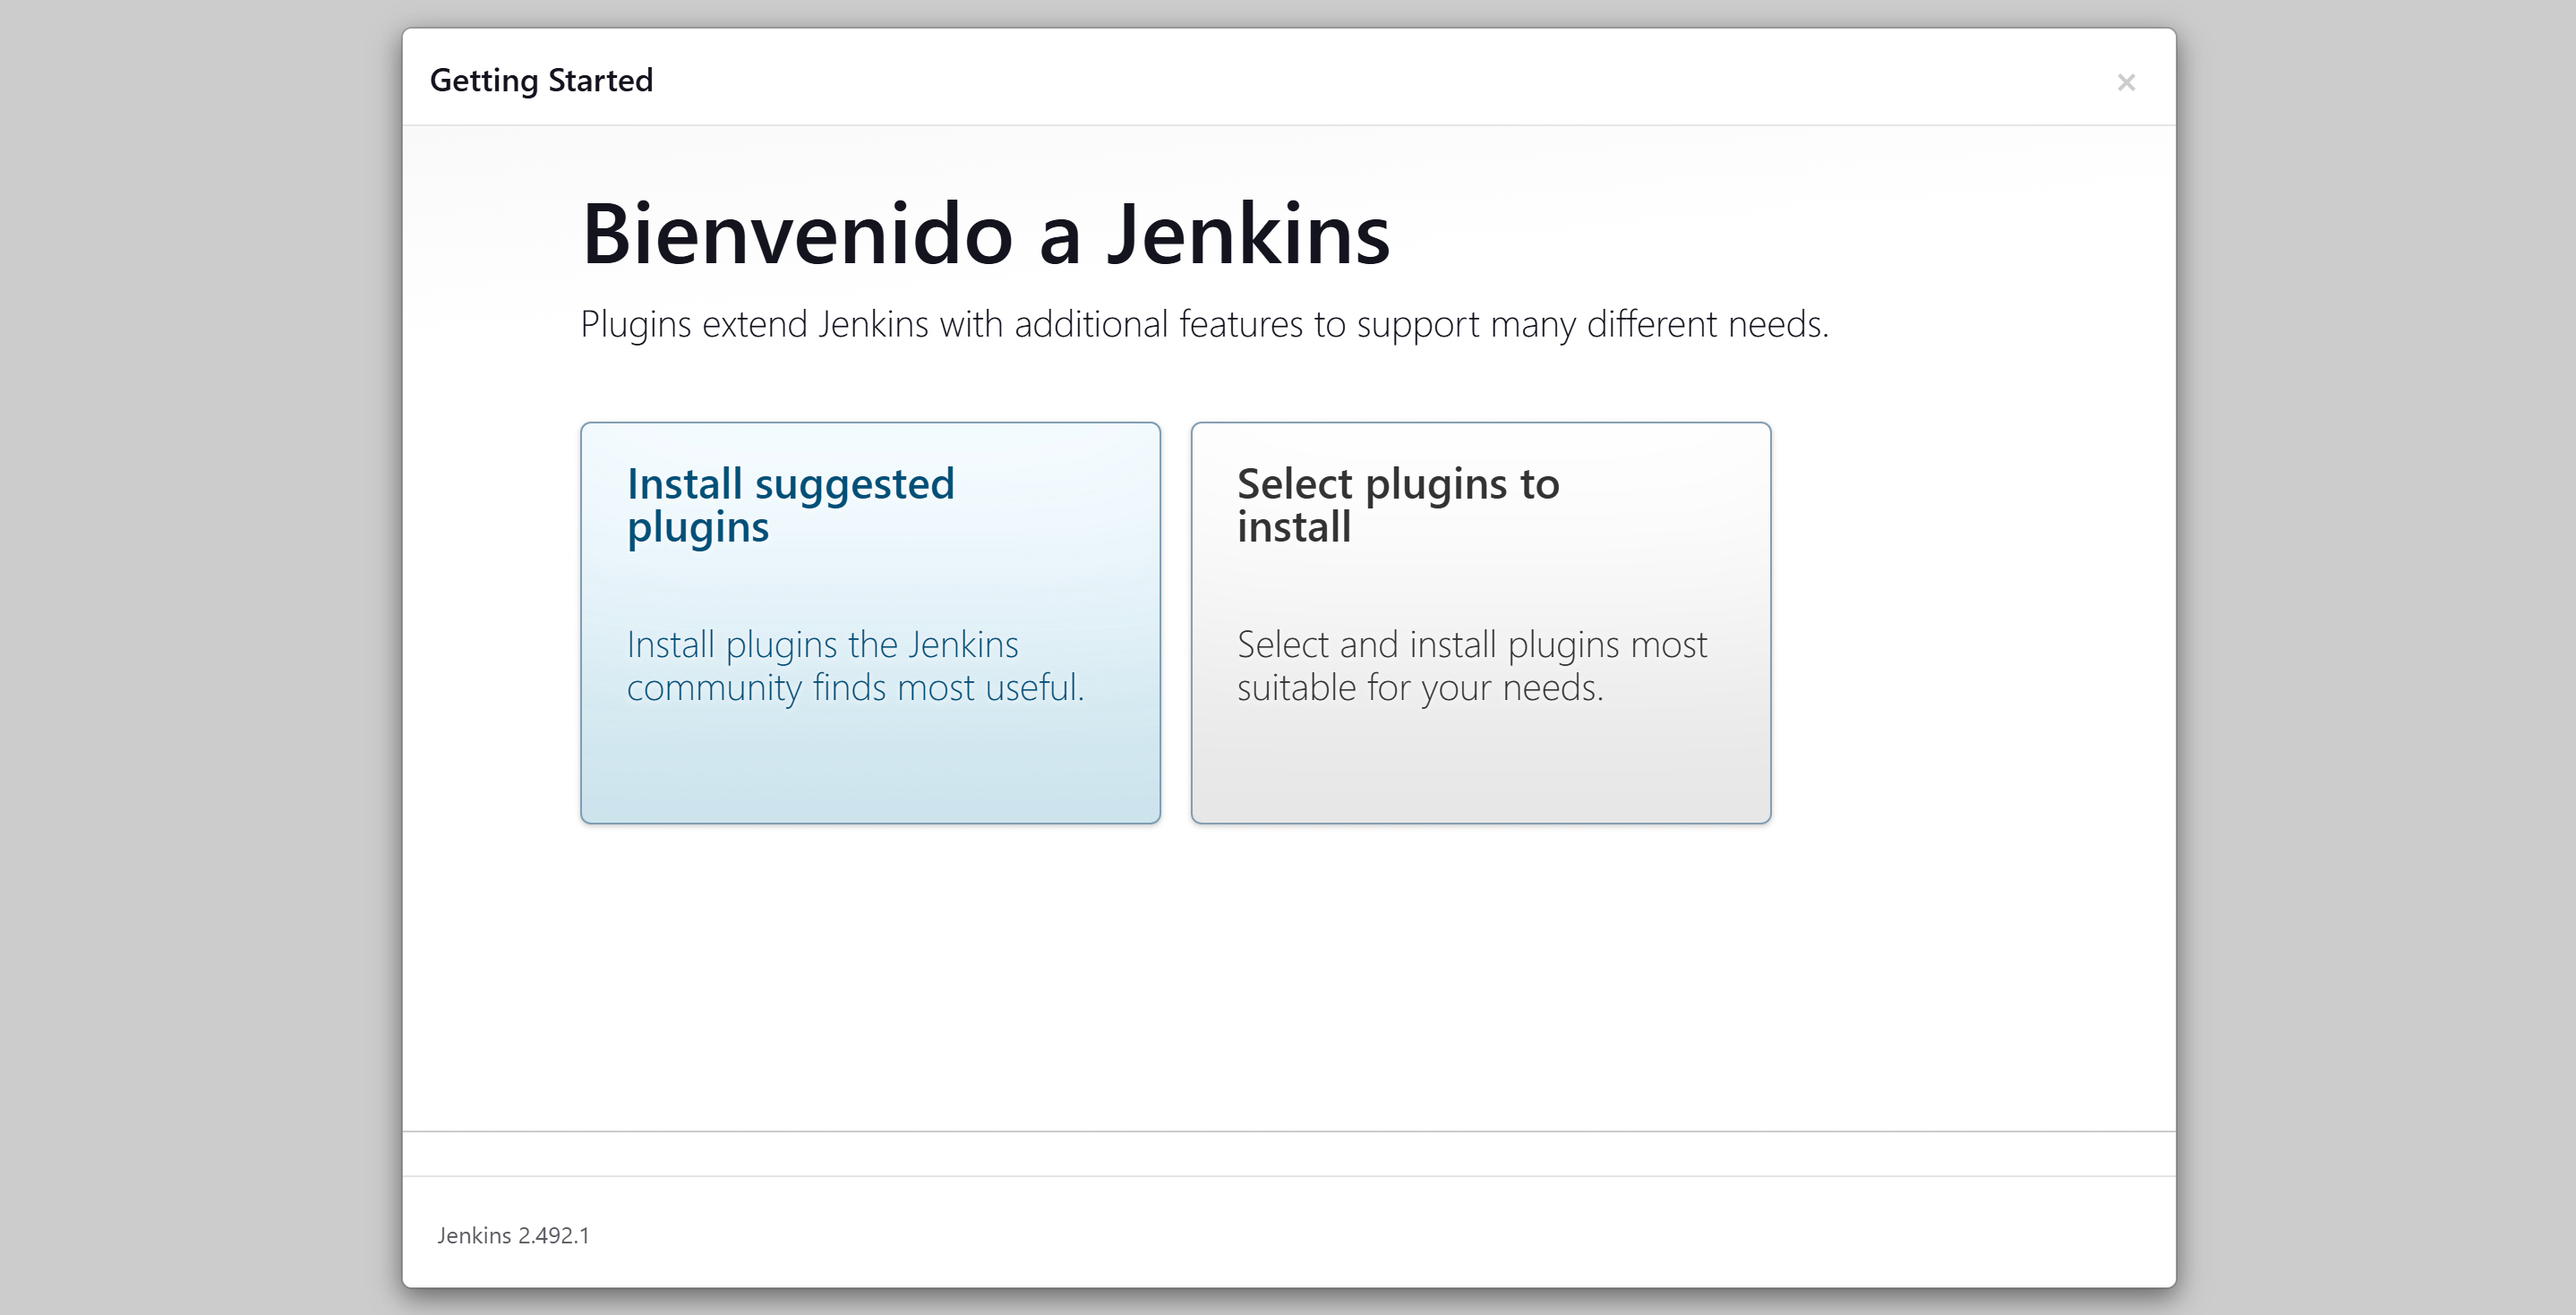 Getting Started
×
Bienvenido a Jenkins
Plugins extend Jenkins with additional features to support many different needs.
Install suggested
plugins
Install plugins the Jenkins
community finds most useful.
Select plugins to
install
Select and install plugins most
suitable for your needs.
Jenkins 2.492.1